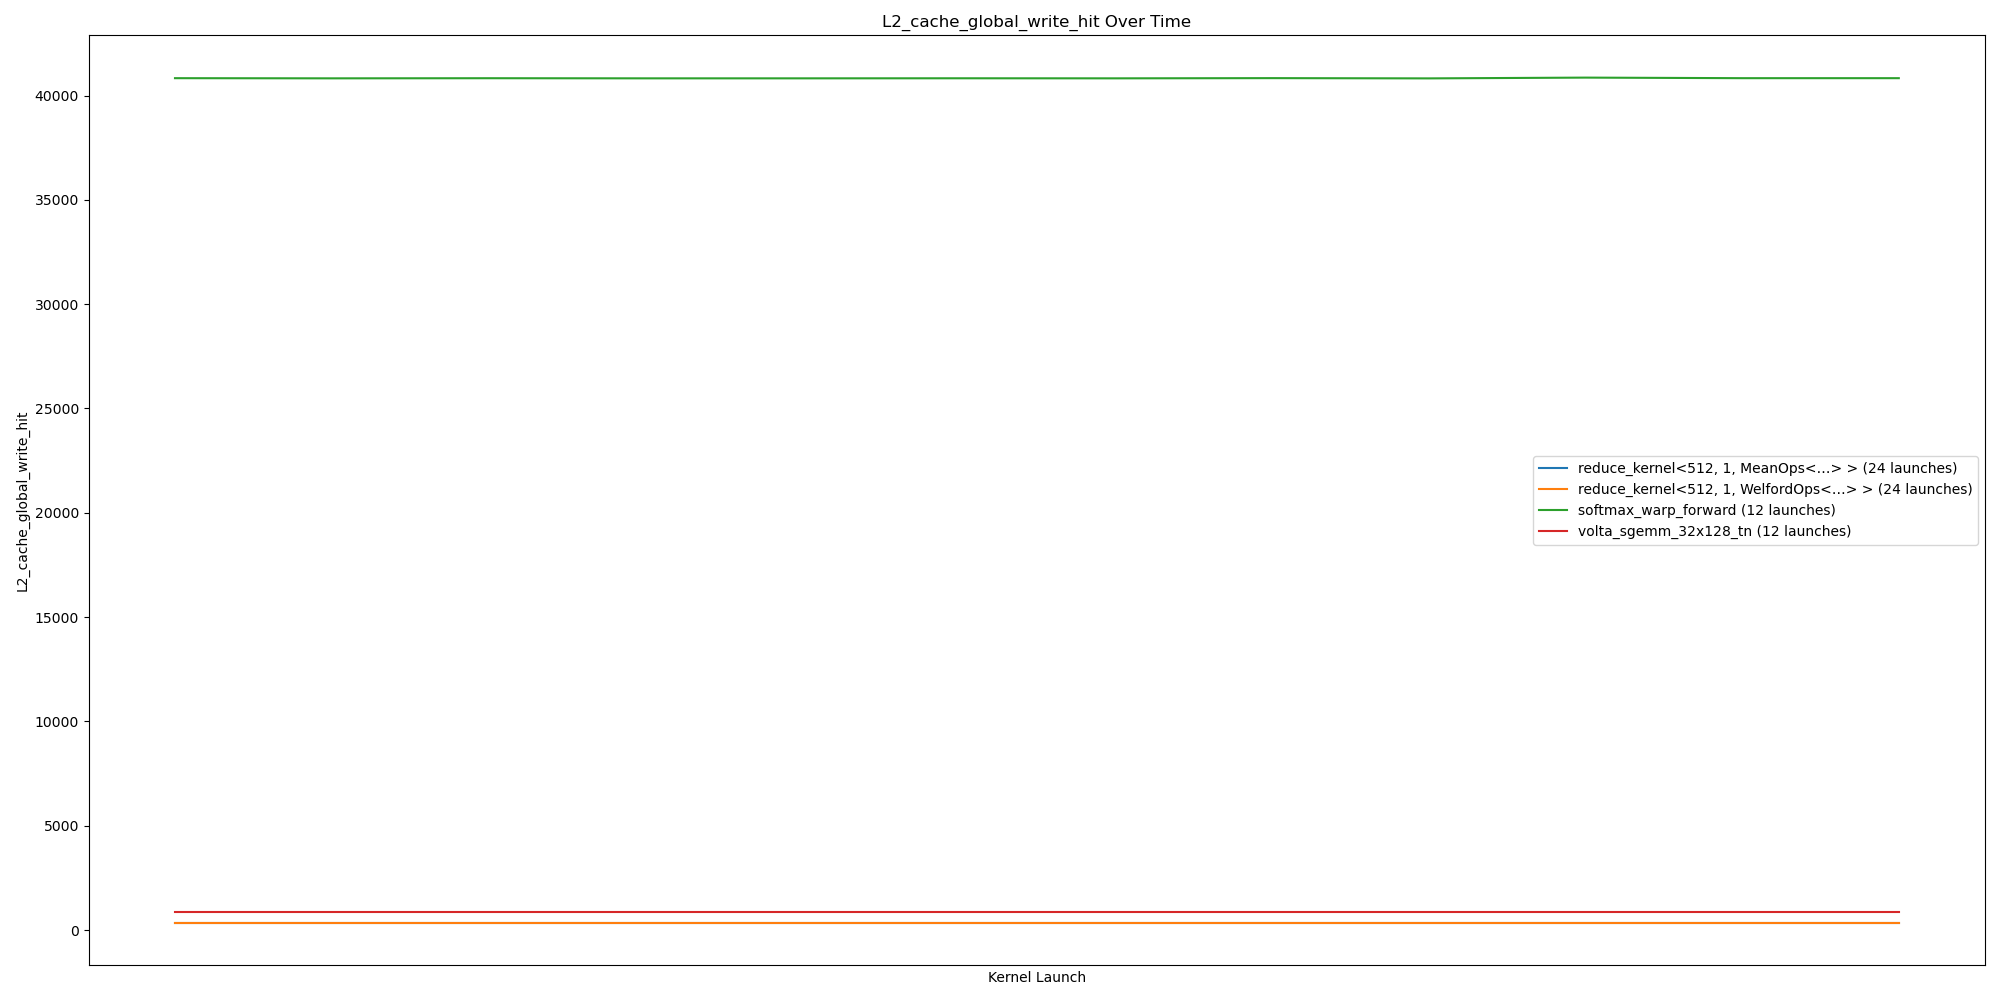 L2_cache_global_write_hit Over Time
L2_cache_global_write_hit
40000
35000
30000
25000
20000
15000
10000
5000
0
reduce_kernel<512, 1, MeanOps<...> > (24 launches)
reduce_kernel<512, 1, WelfordOps<...> > (24 launches)
softmax_warp_forward (12 launches)
volta_sgemm_32x128_tn (12 launches)
Kernel Launch